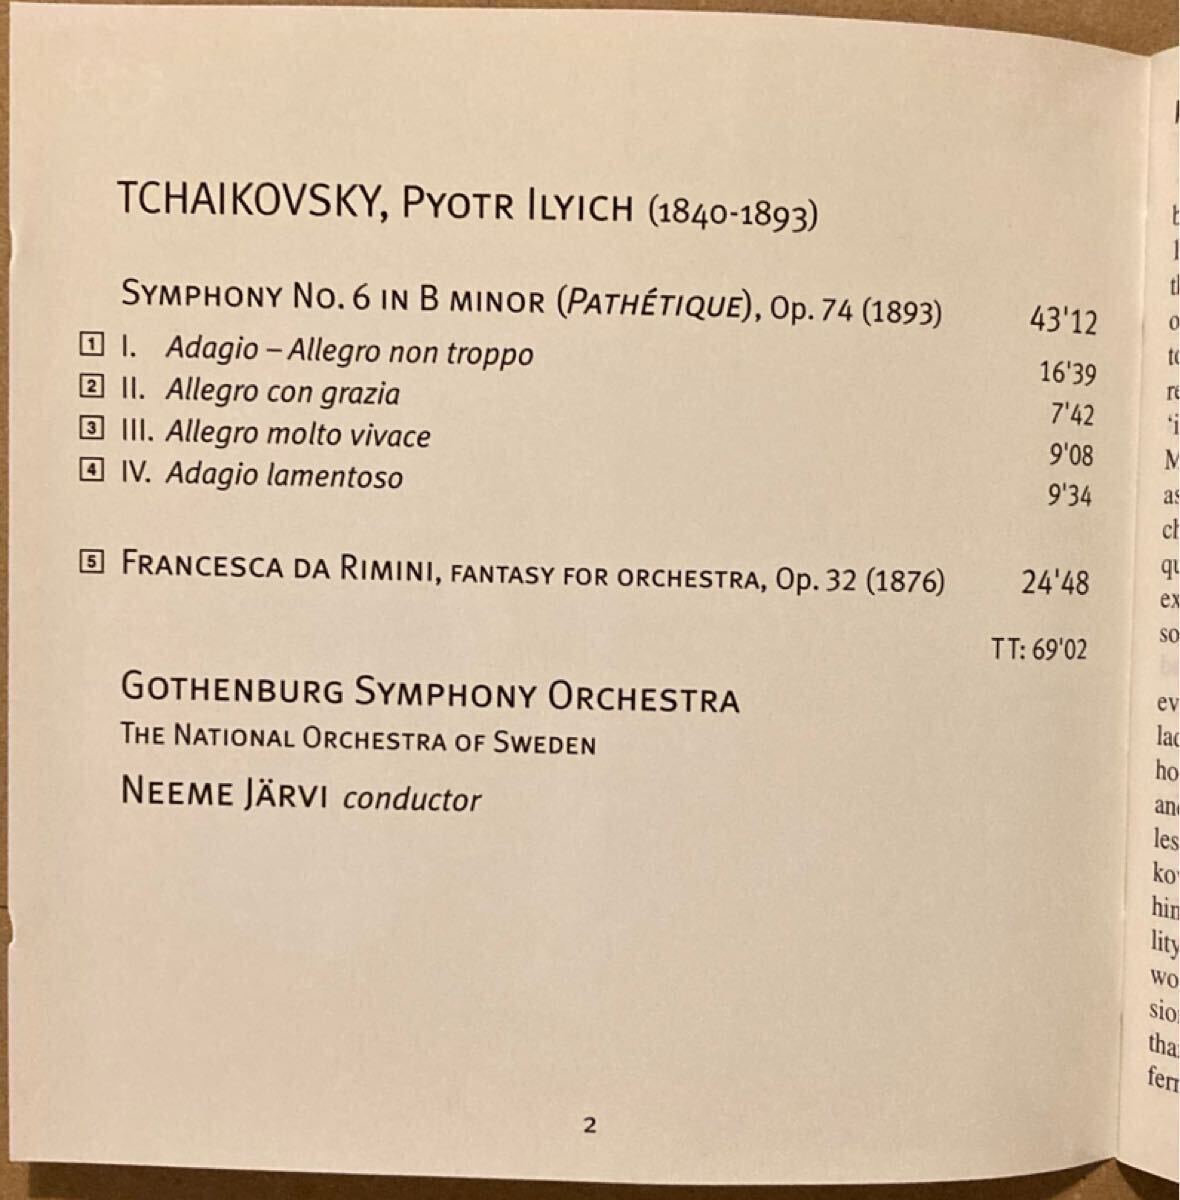 TCHAIKOVSKY, PYOTR ILYICH (1840-1893)
SYMPHONY NO. 6 IN B MINOR (PATHÉTIQUE), Op. 74 (1893) 43'12
1 I. Adagio – Allegro non troppo 16'39
2 II. Allegro con grazia 7'42
3 III. Allegro molto vivace 9'08
4 IV. Adagio lamentoso 9'34
5 FRANCESCA DA RIMINI, FANTASY FOR ORCHESTRA, Op. 32 (1876) 24'48
TT: 69'02
GOTHENBURG SYMPHONY ORCHESTRA
THE NATIONAL ORCHESTRA OF SWEDEN
NEEME JÄRVI conductor
2